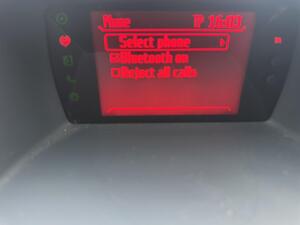 Phone 16:03
Select phone
Bluetooth on
Reject all calls